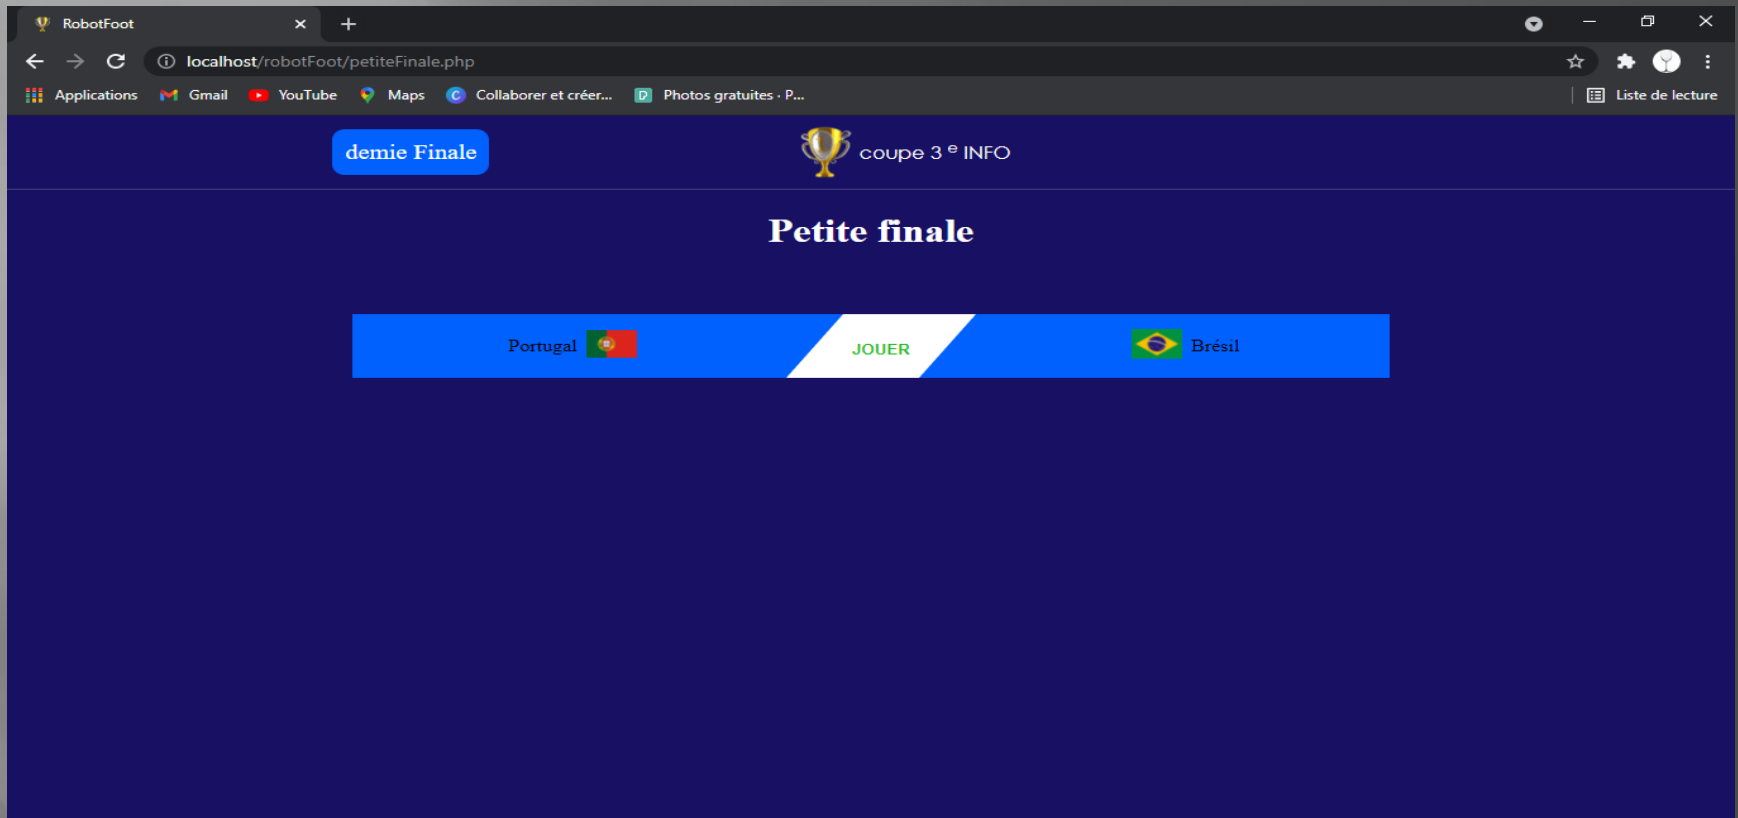 RobotFoot
localhost/robotFoot/petiteFinale.php
Applications Gmail YouTube Maps Collaborer et créer... Photos gratuites · P... Liste de lecture
demie Finale coupe 3 e INFO
Petite finale
Portugal JOUER Brésil